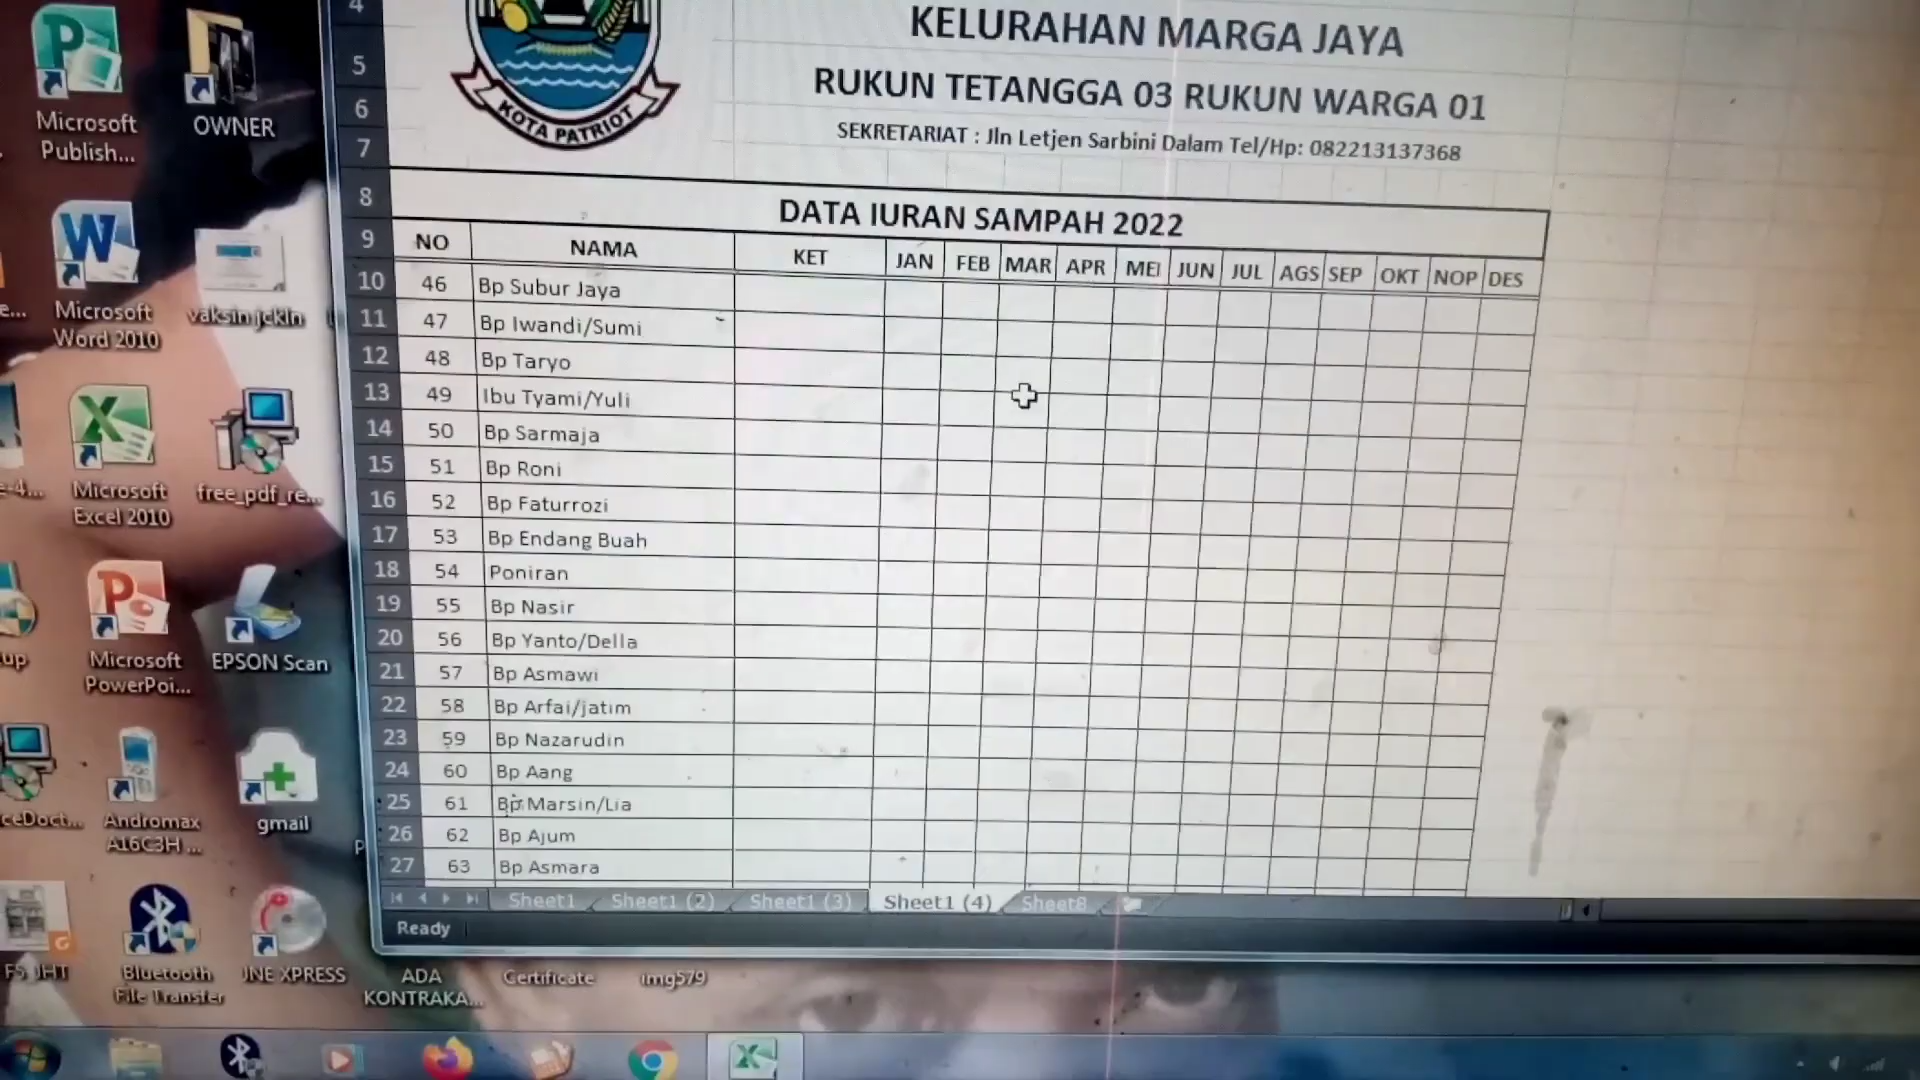 KELURAHAN MARGA JAYA
RUKUN TETANGGA 03 RUKUN WARGA 01
SEKRETARIAT : Jln Letjen Sarbini Dalam Tel/Hp: 082213137368
KOTA PATRIOT
DATA IURAN SAMPAH 2022
NO NAMA KET JAN FEB MAR APR MEI JUN JUL AGS SEP OKT NOP DES
4
5
6
7
8
9
10 46 Bp Subur Jaya
11 47 Bp Iwandi/Sumi
12 48 Bp Taryo
13 49 Ibu Tyami/Yuli
14 50 Bp Sarmaja
15 51 Bp Roni
16 52 Bp Faturrozi
17 53 Bp Endang Buah
18 54 Poniran
19 55 Bp Nasir
20 56 Bp Yanto/Della
21 57 Bp Asmawi
22 58 Bp Arfai/jatim
23 59 Bp Nazarudin
24 60 Bp Aang
25 61 Bp Marsin/Lia
26 62 Bp Ajum
27 63 Bp Asmara
Sheet1 Sheet1 (2) Sheet1 (3) Sheet1 (4) Sheet8
Ready
Microsoft
Publish...
OWNER
Microsoft
Word 2010
vaksin jckln
Microsoft
Excel 2010
free_pdf_re...
Microsoft
PowerPoi...
EPSON Scan
Andromax
A16C3H ...
gmail
F5 JHT
Bluetooth
File Transfer
JNE XPRESS
ADA
KONTRAKA...
Certificate
img579